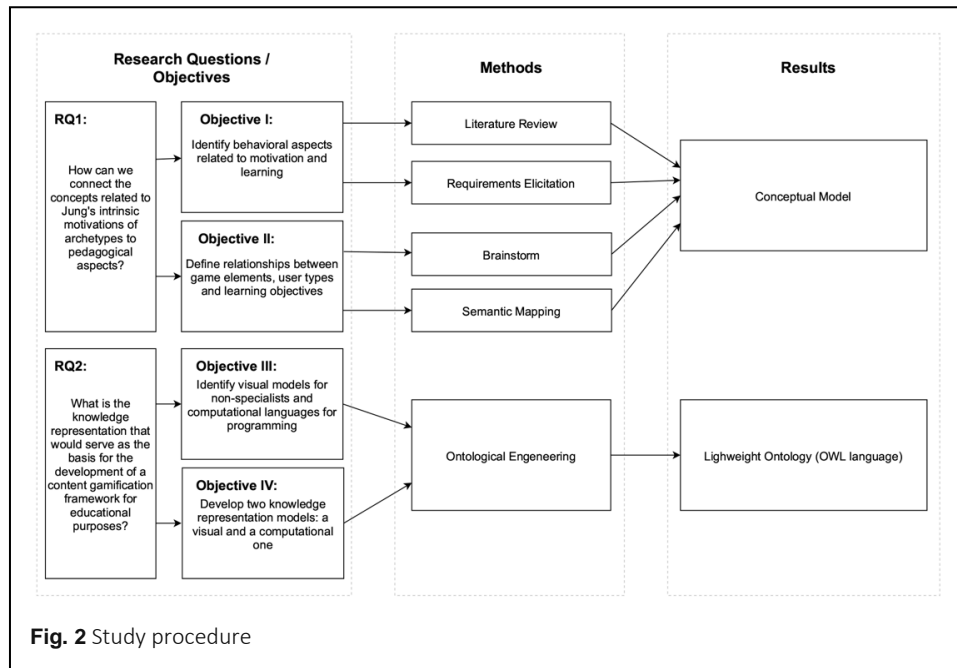 Research Questions /
Objectives
Methods
Results
RQ1:
How can we
connect the
concepts related to
Jung's intrinsic
motivations of
archetypes to
pedagogical
aspects?
Objective I:
Identify behavioral aspects
related to motivation and
learning
Objective II:
Define relationships between
game elements, user types
and learning objectives
Literature Review
Requirements Elicitation
Brainstorm
Semantic Mapping
Conceptual Model
RQ2:
What is the
knowledge
representation that
would serve as the
basis for the
development of a
content gamification
framework for
educational
purposes?
Objective III:
Identify visual models for
non-specialists and
computational languages for
programming
Objective IV:
Develop two knowledge
representation models: a
visual and a computational
one
Ontological Engeneering
Lighweight Ontology (OWL language)
Fig. 2 Study procedure